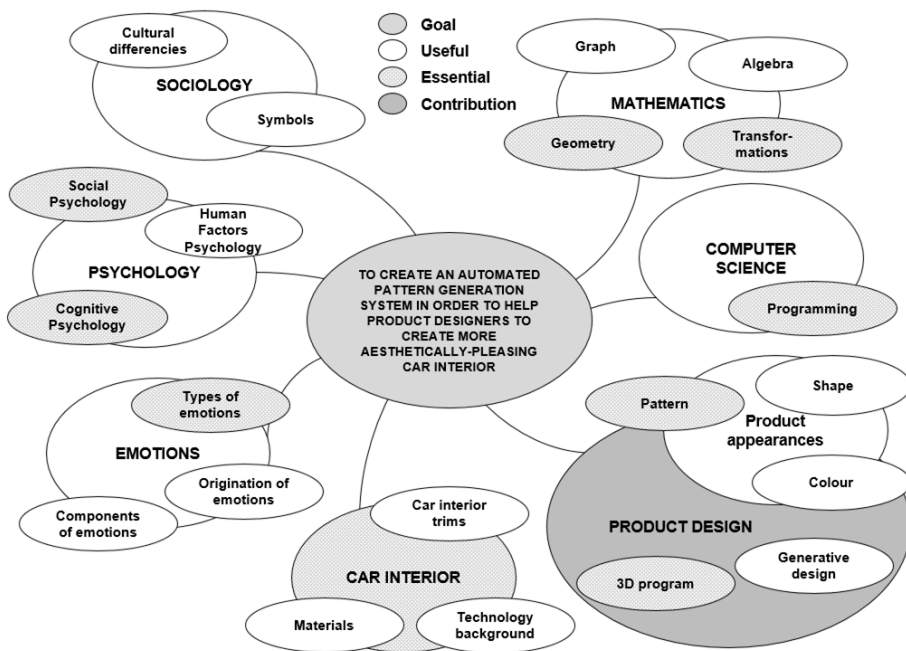 Cultural
differencies
SOCIOLOGY
Symbols
Goal
Useful
Essential
Contribution
Graph
Algebra
MATHEMATICS
Geometry
Transfor-
mations
Social
Psychology
Human
Factors
Psychology
PSYCHOLOGY
Cognitive
Psychology
TO CREATE AN AUTOMATED
PATTERN GENERATION
SYSTEM IN ORDER TO HELP
PRODUCT DESIGNERS TO
CREATE MORE
AESTHETICALLY-PLEASING
CAR INTERIOR
COMPUTER
SCIENCE
Programming
Types of
emotions
EMOTIONS
Origination of
emotions
Components
of emotions
Car interior
trims
CAR INTERIOR
Materials
Technology
background
Pattern
Shape
Product
appearances
Colour
PRODUCT DESIGN
Generative
design
3D program